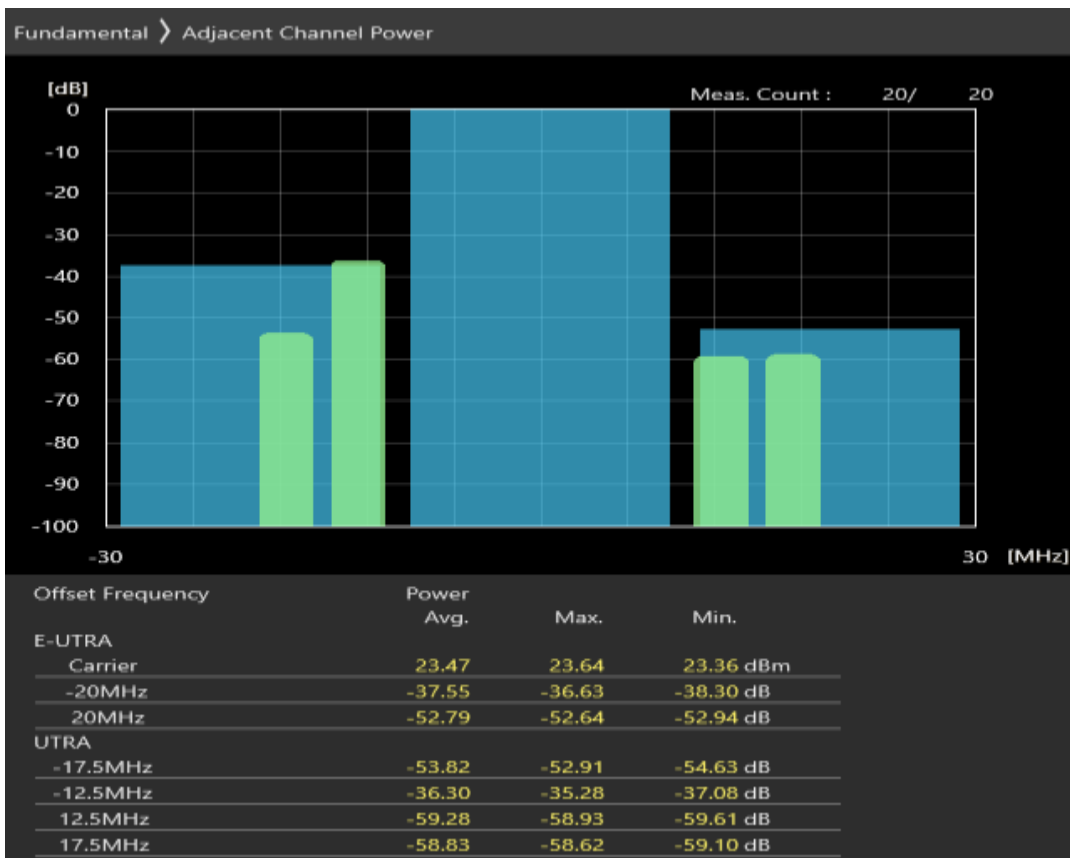 Fundamental ❯ Adjacent Channel Power
[dB]
Meas. Count : 20/ 20
0
-10
-20
-30
-40
-50
-60
-70
-80
-90
-100
-30 30 [MHz]
Offset Frequency Power
Avg. Max. Min.
E-UTRA
Carrier 23.47 23.64 23.36 dBm
-20MHz -37.55 -36.63 -38.30 dB
20MHz -52.79 -52.64 -52.94 dB
UTRA
-17.5MHz -53.82 -52.91 -54.63 dB
-12.5MHz -36.30 -35.28 -37.08 dB
12.5MHz -59.28 -58.93 -59.61 dB
17.5MHz -58.83 -58.62 -59.10 dB